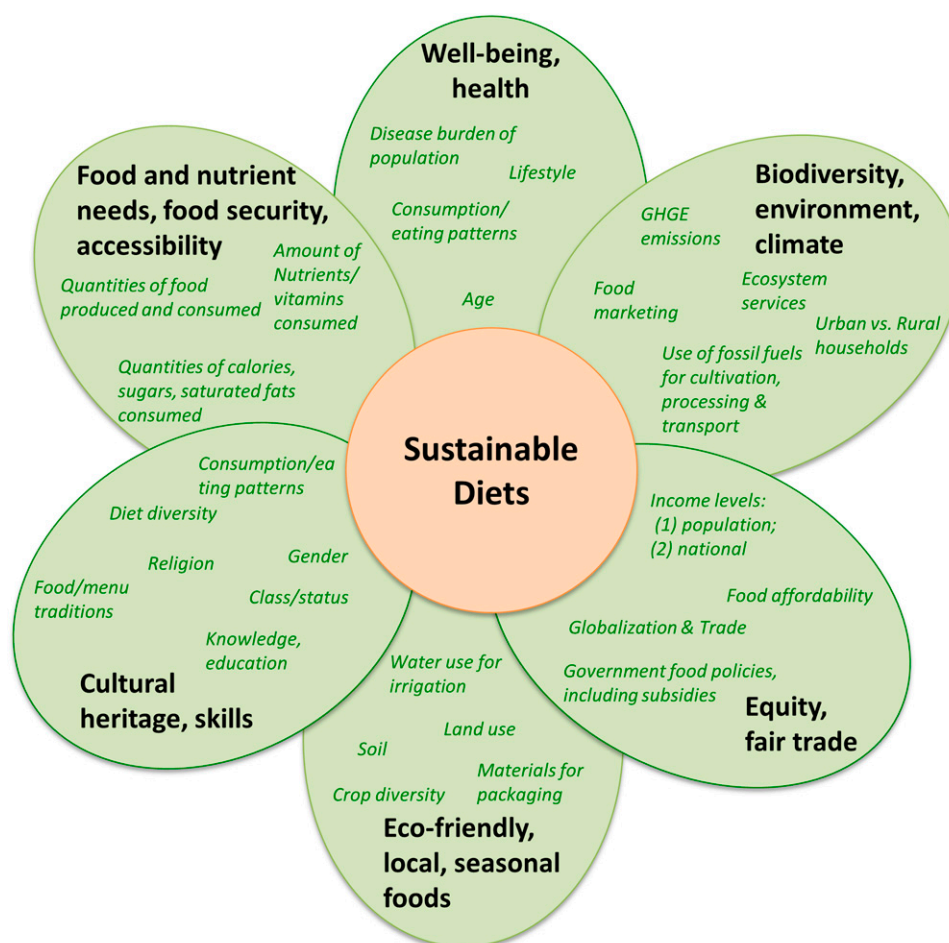 Well-being,
health
Disease burden of
population
Lifestyle
Consumption/
eating patterns
Age
Biodiversity,
environment,
climate
GHGE
emissions
Ecosystem
services
Food
marketing
Urban vs. Rural
households
Use of fossil fuels
for cultivation,
processing &
transport
Food and nutrient
needs, food security,
accessibility
Amount of
Nutrients/
vitamins
consumed
Quantities of food
produced and consumed
Quantities of calories,
sugars, saturated fats
consumed
Sustainable
Diets
Consumption/ea
ting patterns
Diet diversity
Religion
Gender
Food/menu
traditions
Class/status
Knowledge,
education
Cultural
heritage, skills
Income levels:
(1) population;
(2) national
Food affordability
Globalization & Trade
Government food policies,
including subsidies
Equity,
fair trade
Water use for
irrigation
Land use
Soil
Materials for
packaging
Crop diversity
Eco-friendly,
local, seasonal
foods